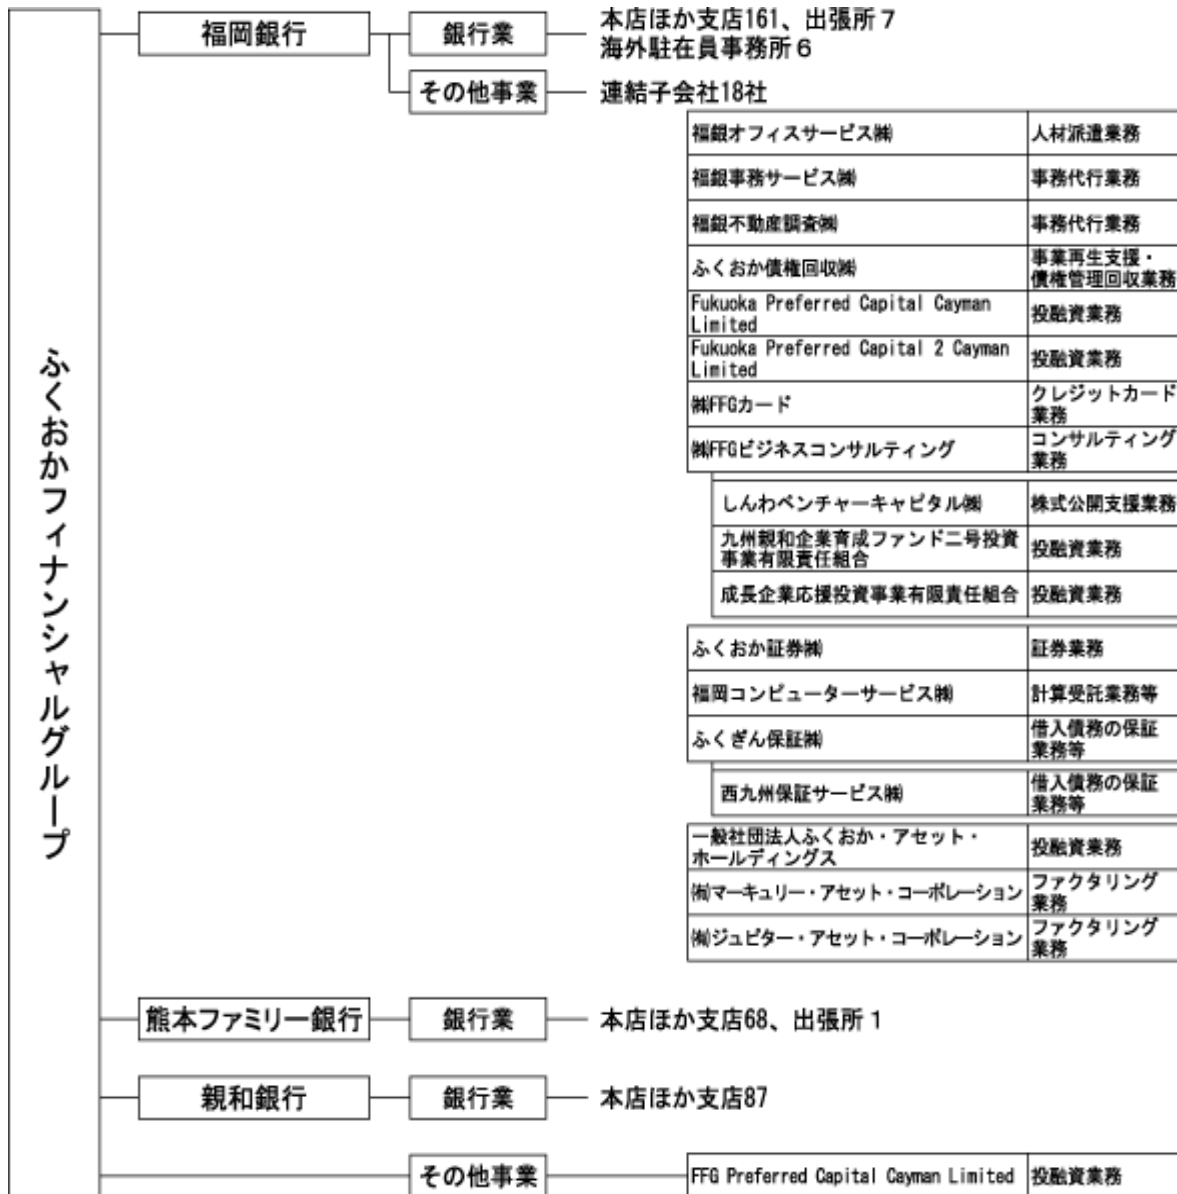 ふくおかフィナンシャルグループ
福岡銀行
銀行業
本店ほか支店161、出張所7
海外駐在員事務所6
その他事業
連結子会社18社
福銀オフィスサービス㈱
人材派遣業務
福銀事務サービス㈱
事務代行業務
福銀不動産調査㈱
事務代行業務
ふくおか債権回収㈱
事業再生支援・
債権管理回収業務
Fukuoka Preferred Capital Cayman
Limited
投融資業務
Fukuoka Preferred Capital 2 Cayman
Limited
投融資業務
㈱FFGカード
クレジットカード
業務
㈱FFGビジネスコンサルティング
コンサルティング
業務
しんわベンチャーキャピタル㈱
株式公開支援業務
九州親和企業育成ファンド二号投資
事業有限責任組合
投融資業務
成長企業応援投資事業有限責任組合
投融資業務
ふくおか証券㈱
証券業務
福岡コンピューターサービス㈱
計算受託業務等
ふくぎん保証㈱
借入債務の保証
業務等
西九州保証サービス㈱
借入債務の保証
業務等
一般社団法人ふくおか・アセット・
ホールディングス
投融資業務
㈲マーキュリー・アセット・コーポレーション
ファクタリング
業務
㈲ジュピター・アセット・コーポレーション
ファクタリング
業務
熊本ファミリー銀行
銀行業
本店ほか支店68、出張所1
親和銀行
銀行業
本店ほか支店87
その他事業
FFG Preferred Capital Cayman Limited
投融資業務